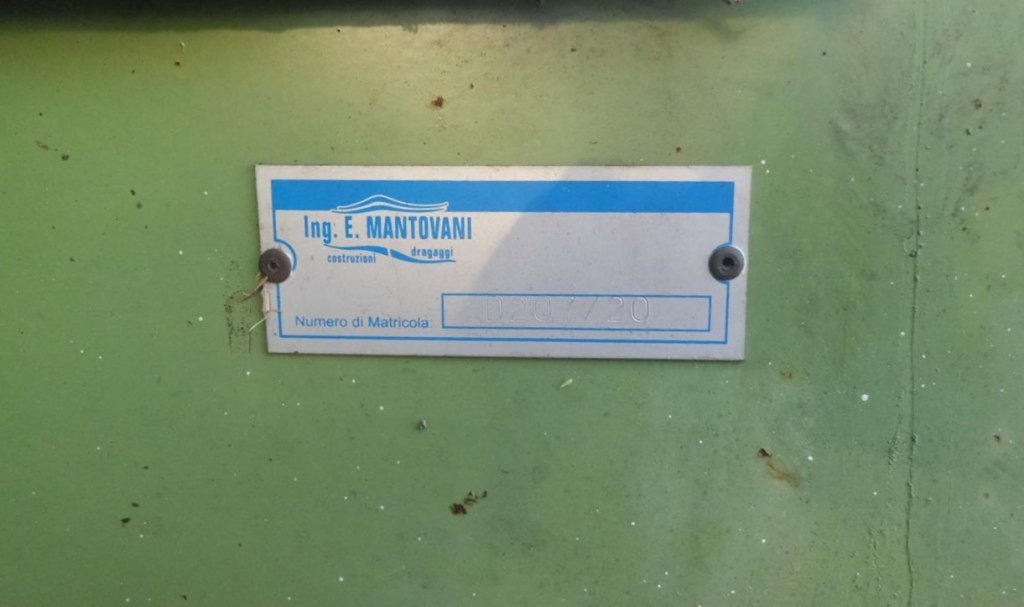 Ing. E. MANTOVANI
costruzioni dragaggi
Numero di Matricola: